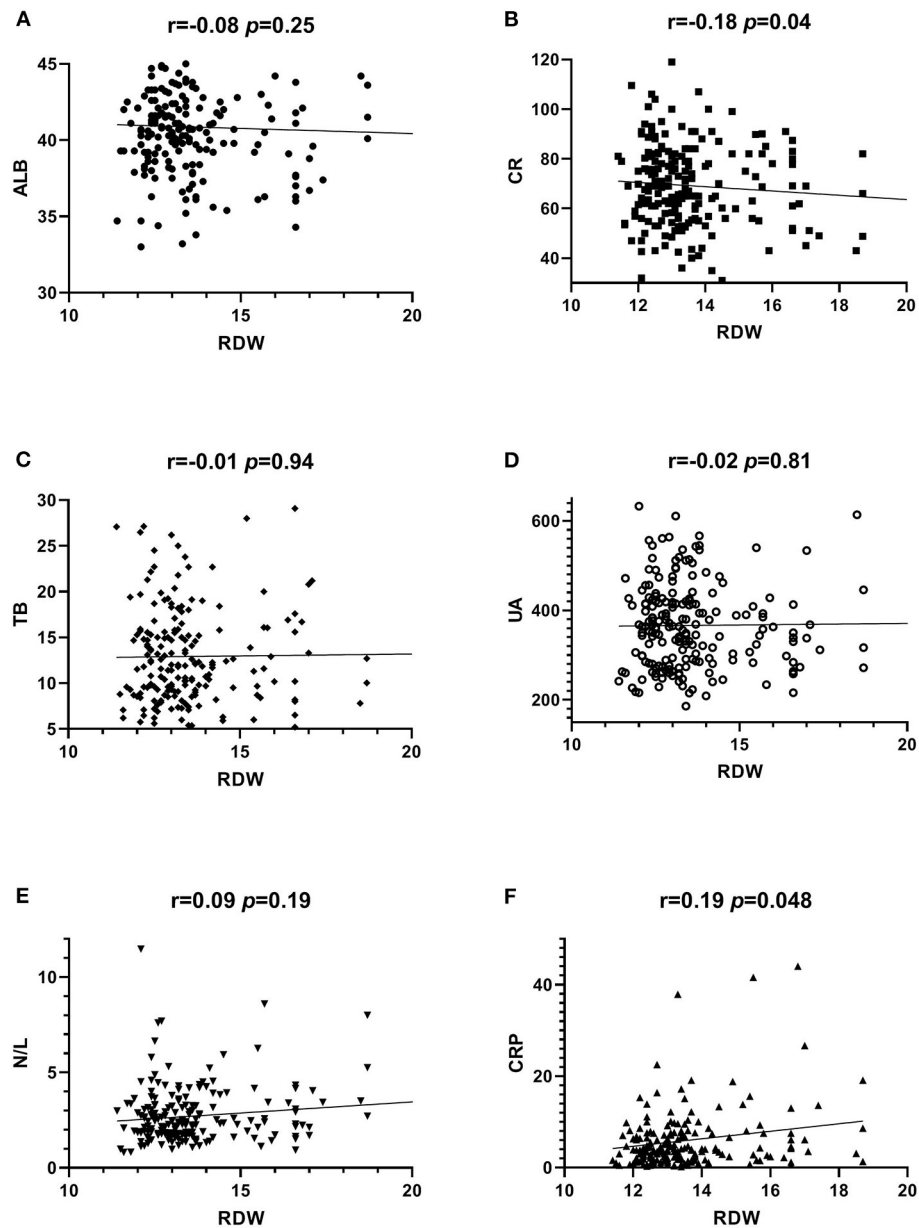 A
r=-0.08 p=0.25
45
40
35
30
ALB
10
15
20
RDW
B
r=-0.18 p=0.04
120
100
80
60
40
CR
10
12
14
16
18
20
RDW
C
r=-0.01 p=0.94
30
25
20
15
10
5
TB
10
15
20
RDW
D
r=-0.02 p=0.81
600
400
200
UA
10
15
20
RDW
E
r=0.09 p=0.19
10
5
0
N/L
10
15
20
RDW
F
r=0.19 p=0.048
40
20
0
CRP
10
12
14
16
18
20
RDW